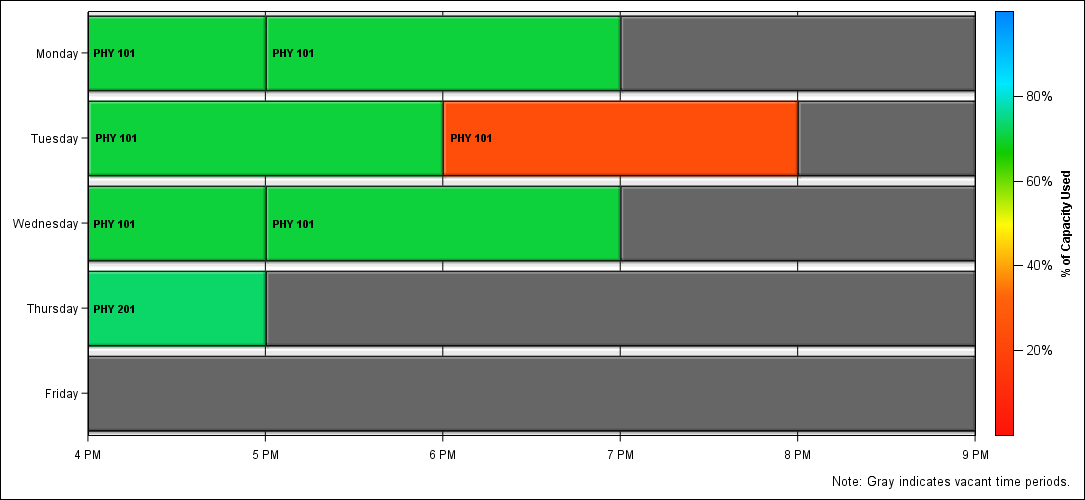 Monday
PHY 101
PHY 101
Tuesday
PHY 101
PHY 101
Wednesday
PHY 101
PHY 101
Thursday
PHY 201
Friday
4 PM
5 PM
6 PM
7 PM
8 PM
9 PM
80%
60%
40%
20%
% of Capacity Used
Note: Gray indicates vacant time periods.